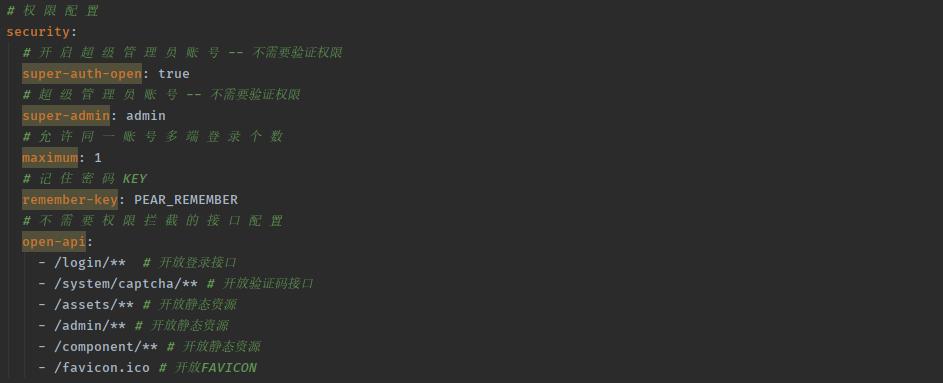 # 权 限 配 置
security:
  # 开 启 超 级 管 理 员 账 号 -- 不需要验证权限
  super-auth-open: true
  # 超 级 管 理 员 账 号 -- 不需要验证权限
  super-admin: admin
  # 允 许 同 一 账 号 多 端 登 录 个 数
  maximum: 1
  # 记 住 密 码 KEY
  remember-key: PEAR_REMEMBER
  # 不 需 要 权 限 拦 截 的 接 口 配 置
  open-api:
    - /login/**  # 开放登录接口
    - /system/captcha/** # 开放验证码接口
    - /assets/** # 开放静态资源
    - /admin/** # 开放静态资源
    - /component/** # 开放静态资源
    - /favicon.ico # 开放FAVICON